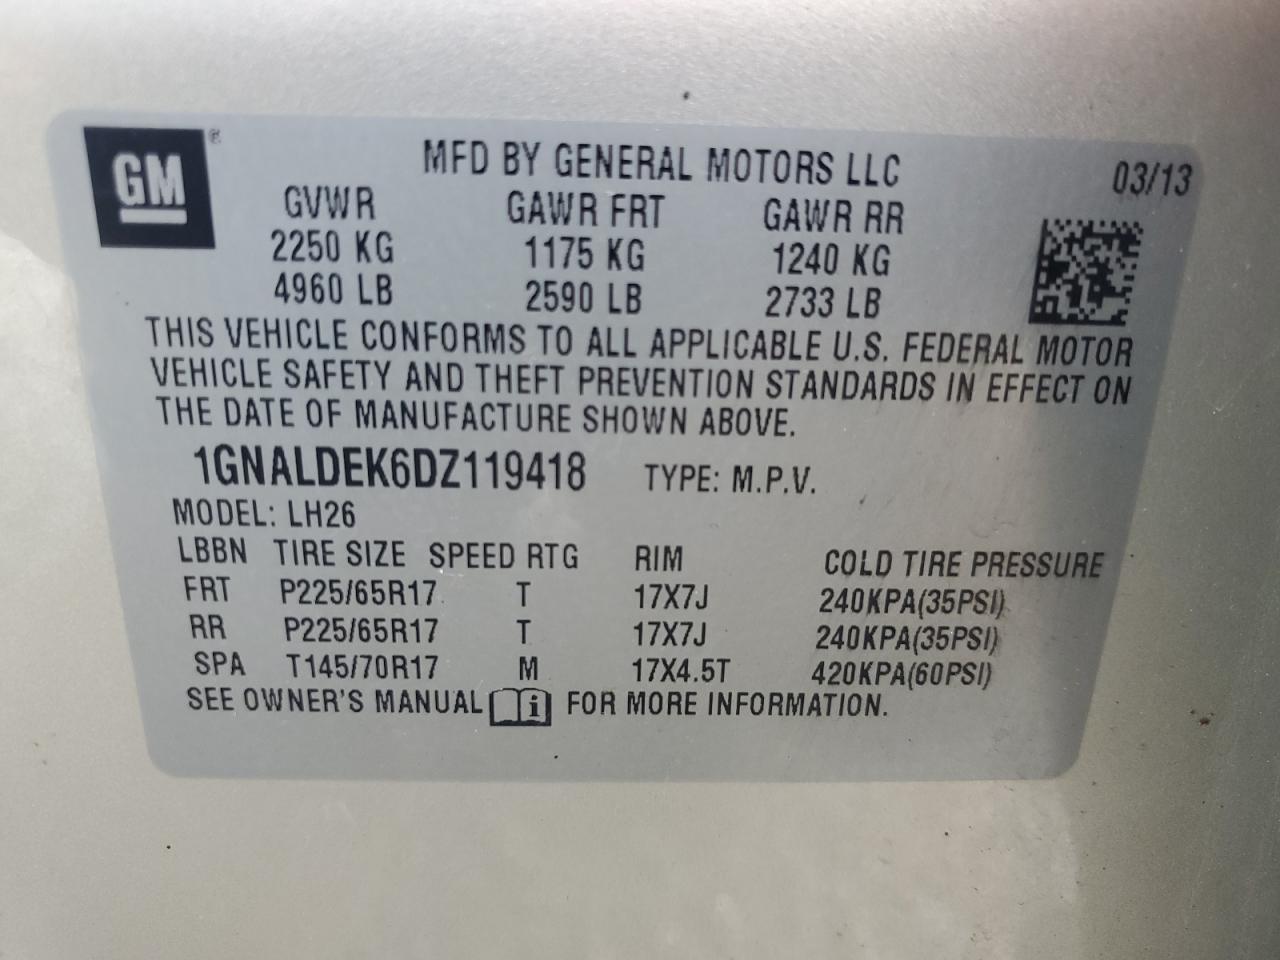 GM®
MFD BY GENERAL MOTORS LLC 03/13
GVWR GAWR FRT GAWR RR
2250 KG 1175 KG 1240 KG
4960 LB 2590 LB 2733 LB
THIS VEHICLE CONFORMS TO ALL APPLICABLE U.S. FEDERAL MOTOR
VEHICLE SAFETY AND THEFT PREVENTION STANDARDS IN EFFECT ON
THE DATE OF MANUFACTURE SHOWN ABOVE.
1GNALDEK6DZ119418 TYPE: M.P.V.
MODEL: LH26
LBBN TIRE SIZE SPEED RTG RIM COLD TIRE PRESSURE
FRT P225/65R17 T 17X7J 240KPA(35PSI)
RR P225/65R17 T 17X7J 240KPA(35PSI)
SPA T145/70R17 M 17X4.5T 420KPA(60PSI)
SEE OWNER'S MANUAL i FOR MORE INFORMATION.